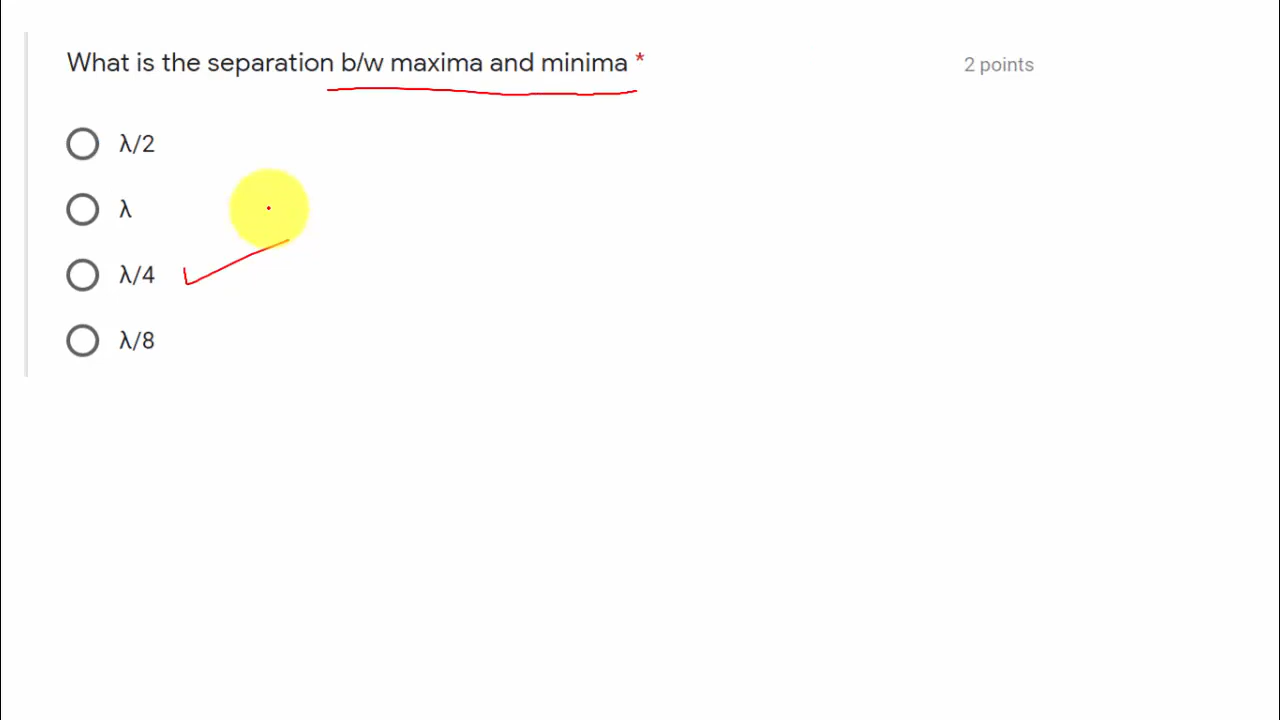 What is the separation b/w maxima and minima *
2 points
λ/2
λ
λ/4
λ/8